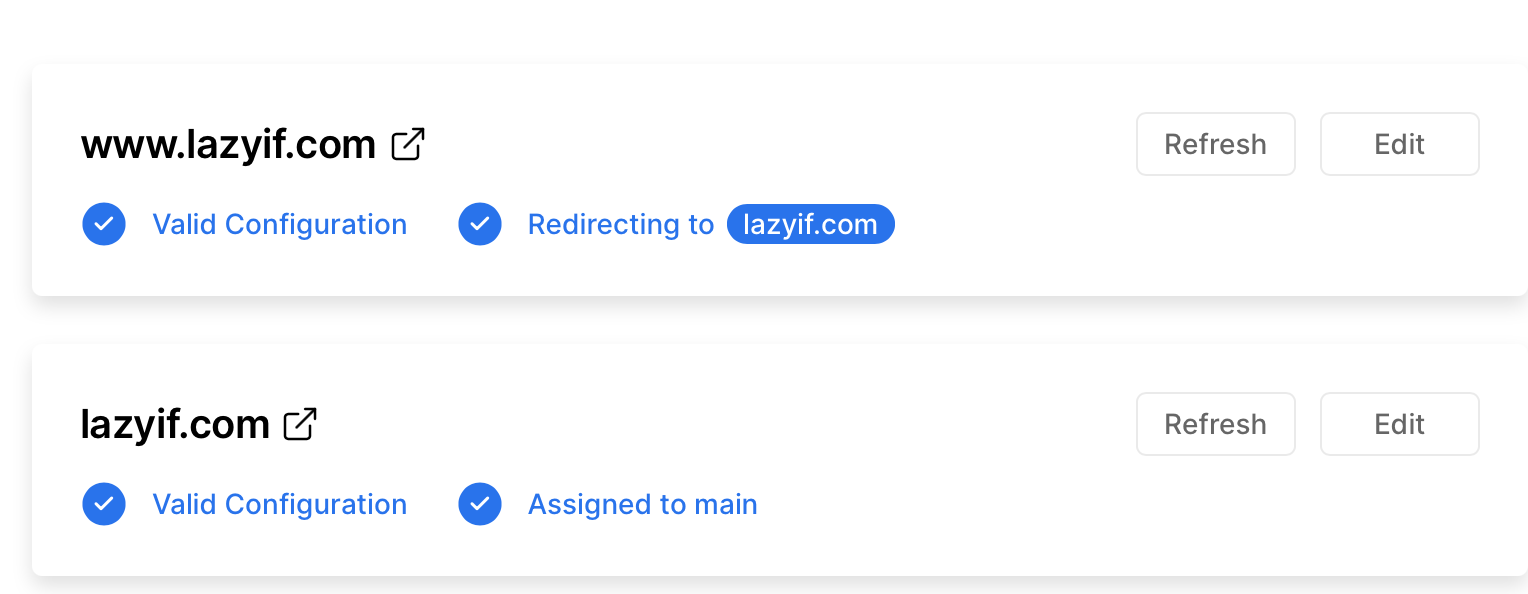 www.lazyif.com
Refresh
Edit
Valid Configuration
Redirecting to lazyif.com
lazyif.com
Refresh
Edit
Valid Configuration
Assigned to main